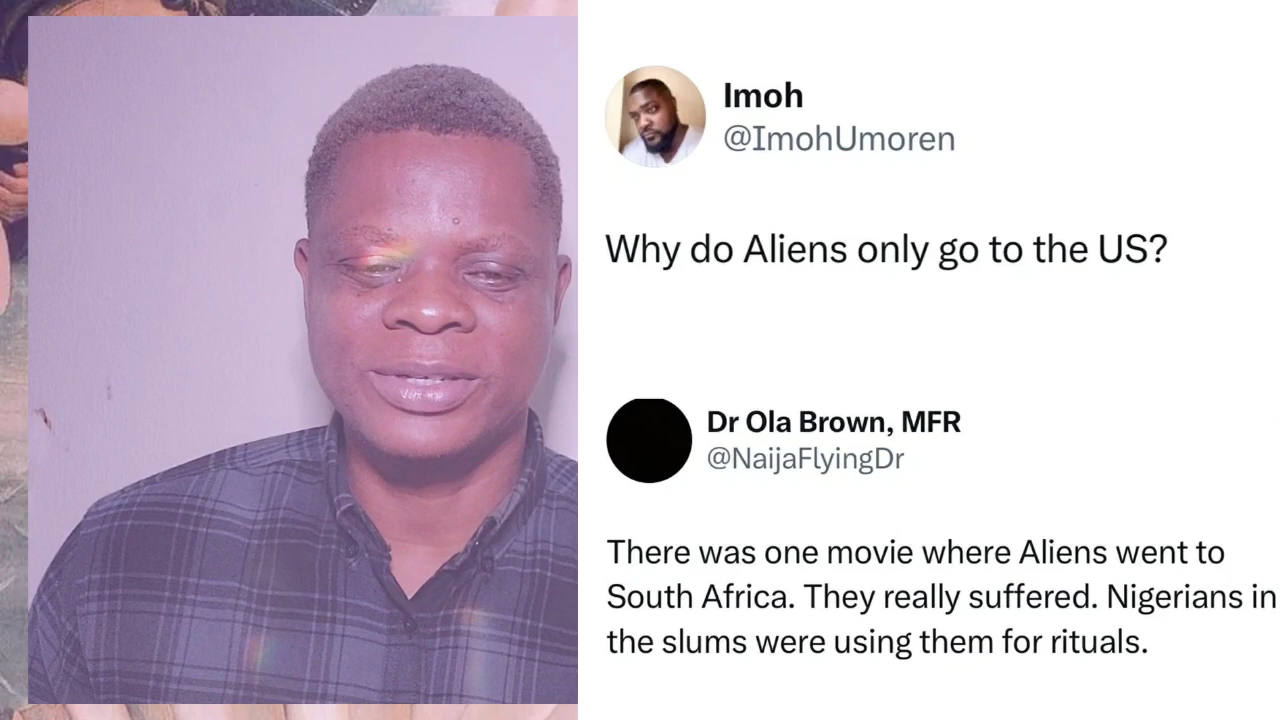 Imoh
@ImohUmoren
Why do Aliens only go to the US?
Dr Ola Brown, MFR
@NaijaFlyingDr
There was one movie where Aliens went to
South Africa. They really suffered. Nigerians in
the slums were using them for rituals.